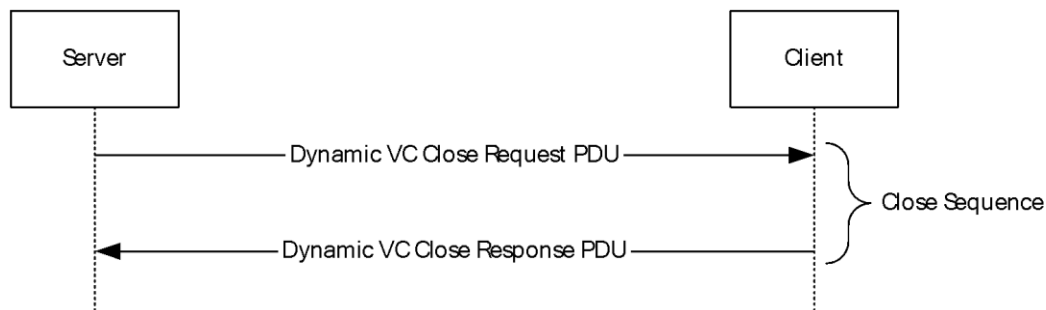 Server
Client
Dynamic VC Close Request PDU
Close Sequence
Dynamic VC Close Response PDU